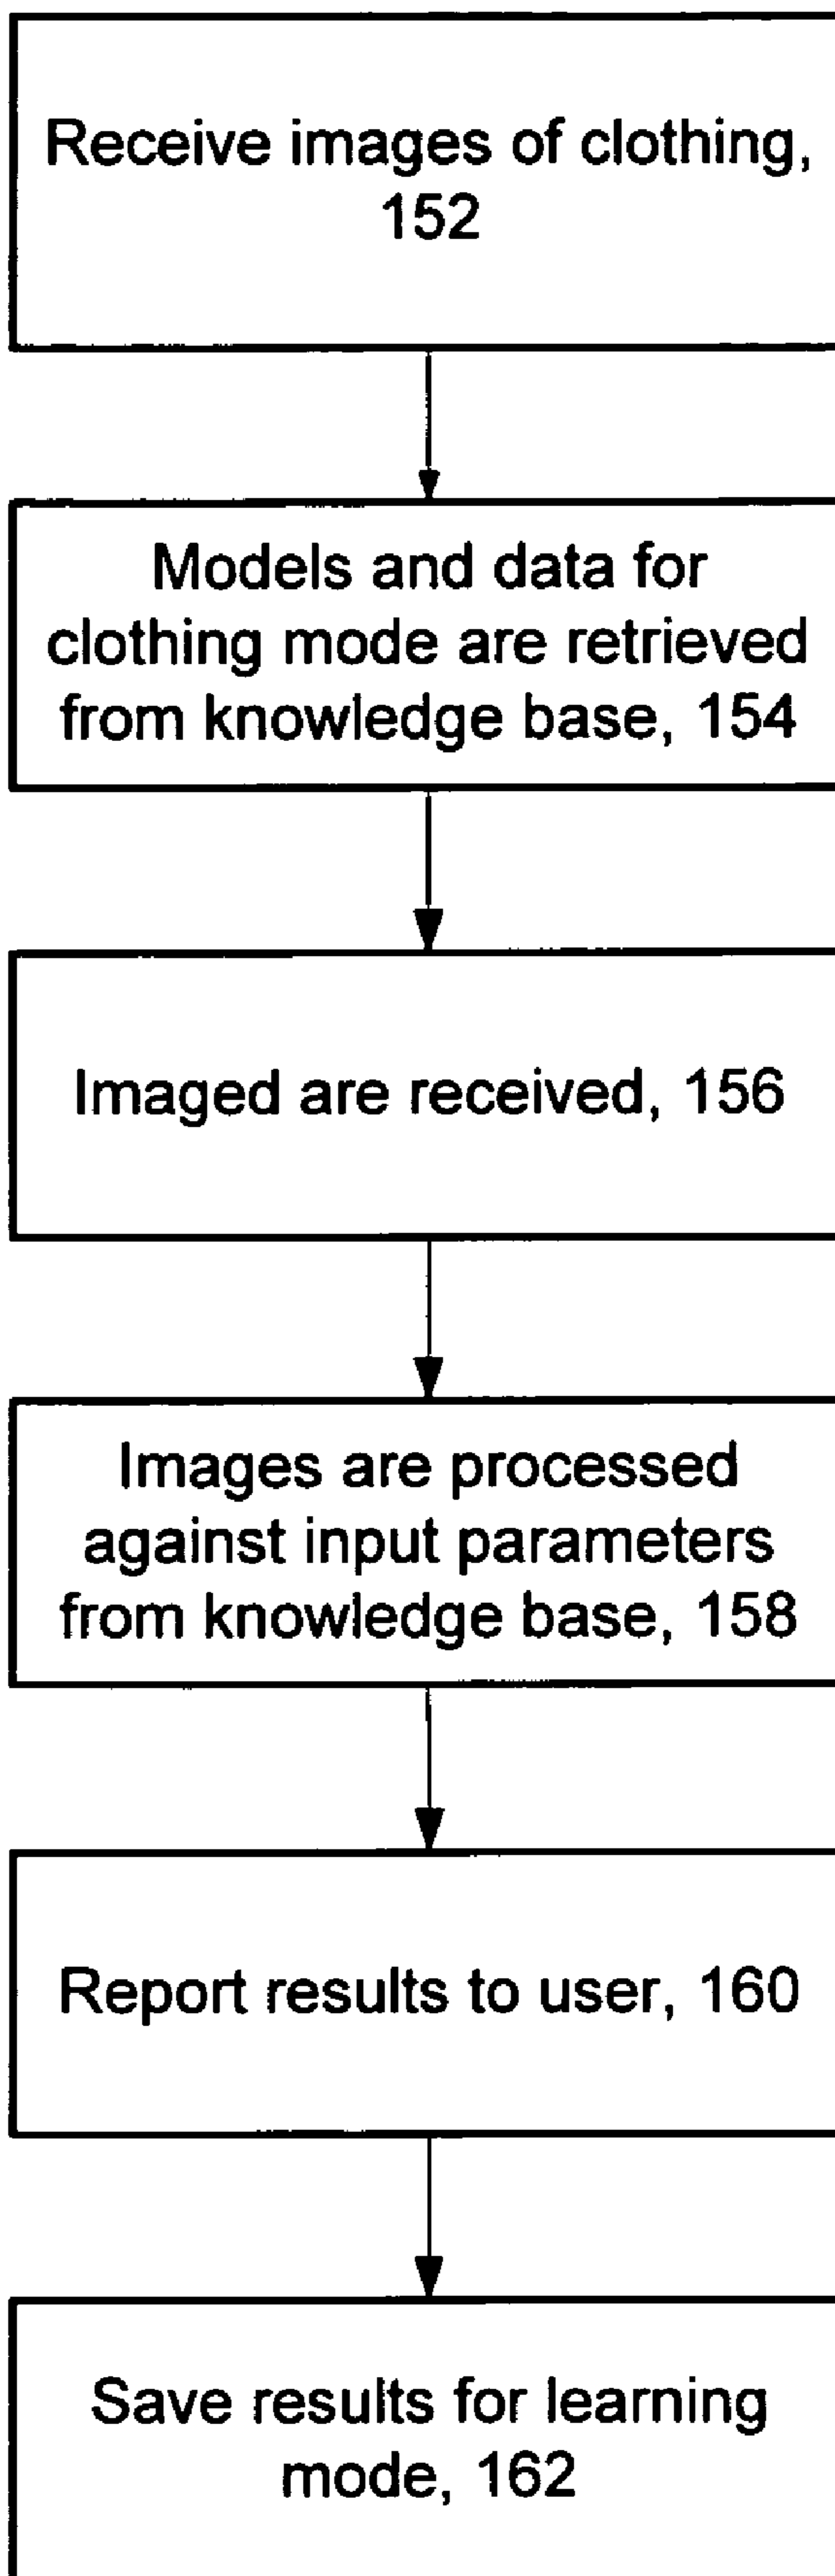 Receive images of clothing,
152
Models and data for
clothing mode are retrieved
from knowledge base, 154
Imaged are received, 156
Images are processed
against input parameters
from knowledge base, 158
Report results to user, 160
Save results for learning
mode, 162